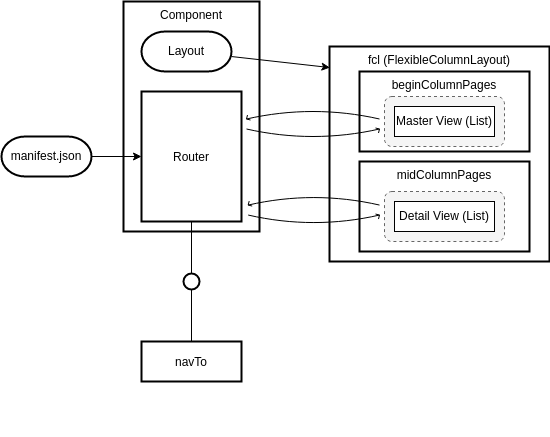 Component
Layout
fcl (FlexibleColumnLayout)
beginColumnPages
Master View (List)
manifest.json
Router
midColumnPages
Detail View (List)
navTo